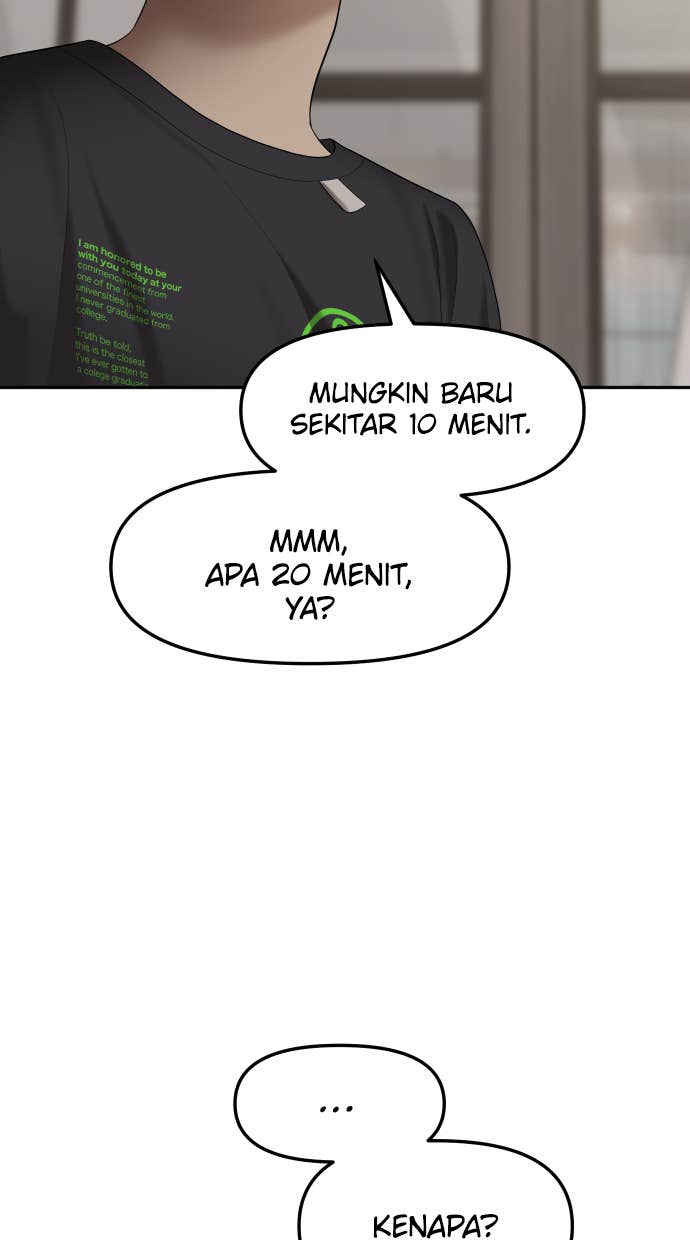 I am honored to be
with you today at your
commencement from
one of the finest
universities in the world.
I never graduated from
college.
Truth be told,
this is the closest
I've ever gotten to
a colege graduatio
MUNGKIN BARU
SEKITAR 10 MENIT.
MMM,
APA 20 MENIT,
YA?
...
KENAPA?